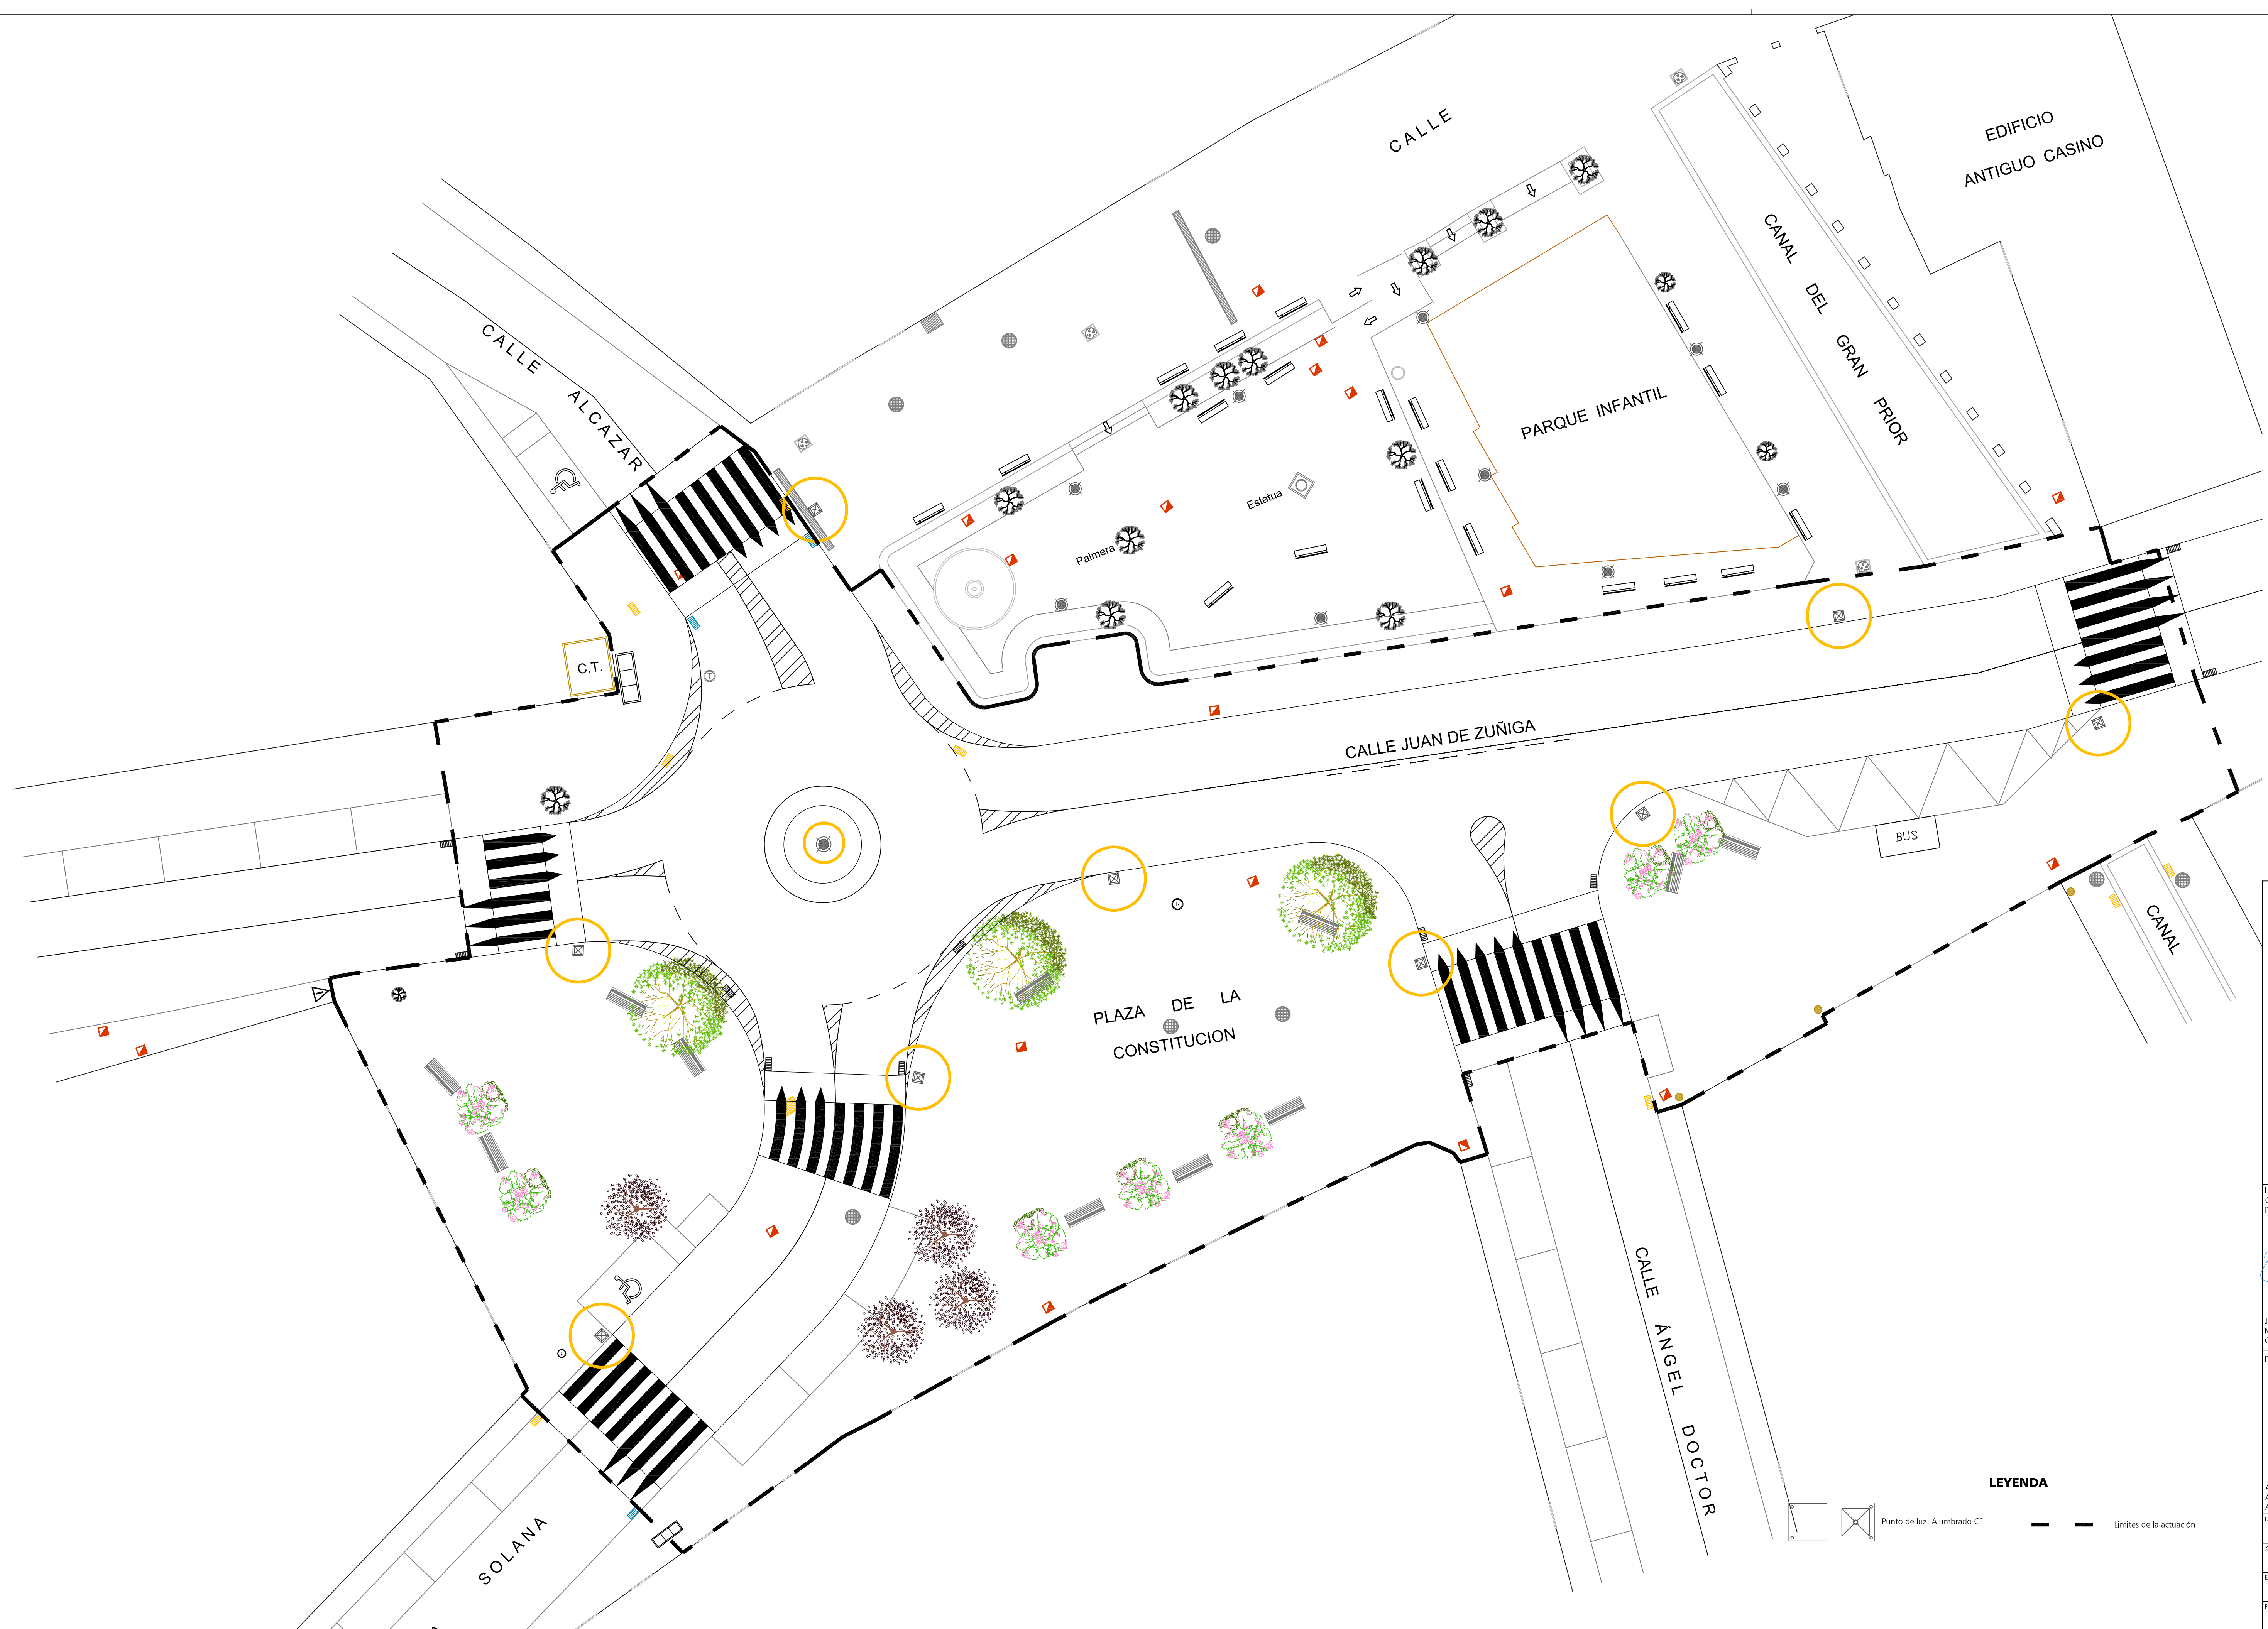 CALLE
EDIFICIO
ANTIGUO CASINO
CANAL DEL GRAN PRIOR
CALLE ALCAZAR
PARQUE INFANTIL
Estatua
Palmera
C.T.
T
CALLE JUAN DE ZUÑIGA
BUS
R
CANAL
PLAZA DE LA
CONSTITUCION
CALLE ÁNGEL DOCTOR
SOLANA
LEYENDA
Punto de luz. Alumbrado CE
Limites de la actuación